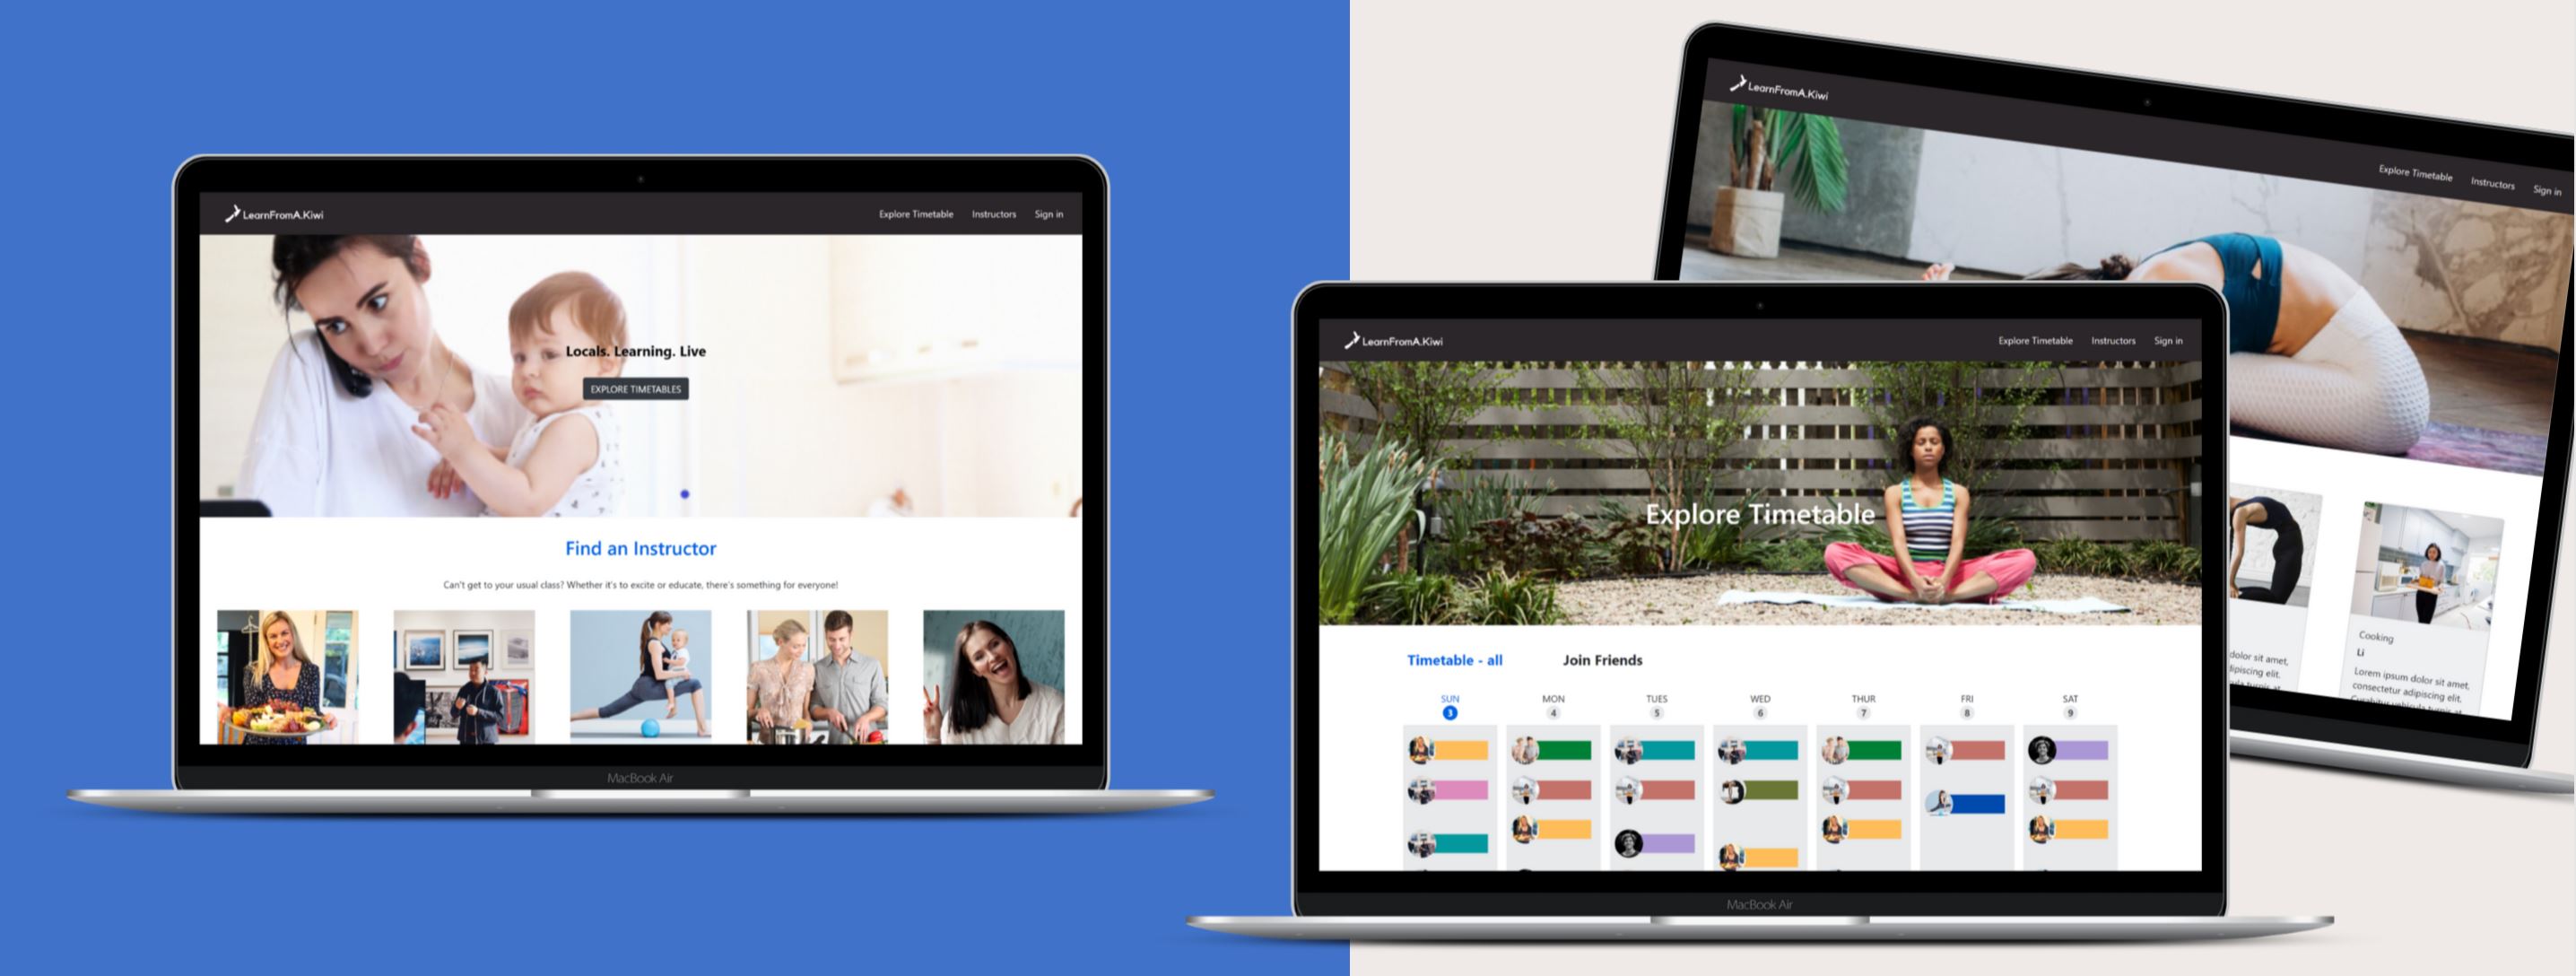 LearnFromA.Kiwi
Explore Timetable Instructors Sign in
Locals. Learning. Live
EXPLORE TIMETABLES
Find an Instructor
Can't get to your usual class? Whether it's to excite or educate, there's something for everyone!
MacBook Air
LearnFromA.Kiwi
Explore Timetable Instructors Sign in
Explore Timetable
Timetable - all Join Friends
SUN MON TUES WED THUR FRI SAT
3 4 5 6 7 8 9
MacBook Air
LearnFromA.Kiwi
Explore Timetable Instructors Sign in
dolor sit amet,
Cooking
Li
Lorem ipsum dolor sit amet,
consectetur adipiscing elit.